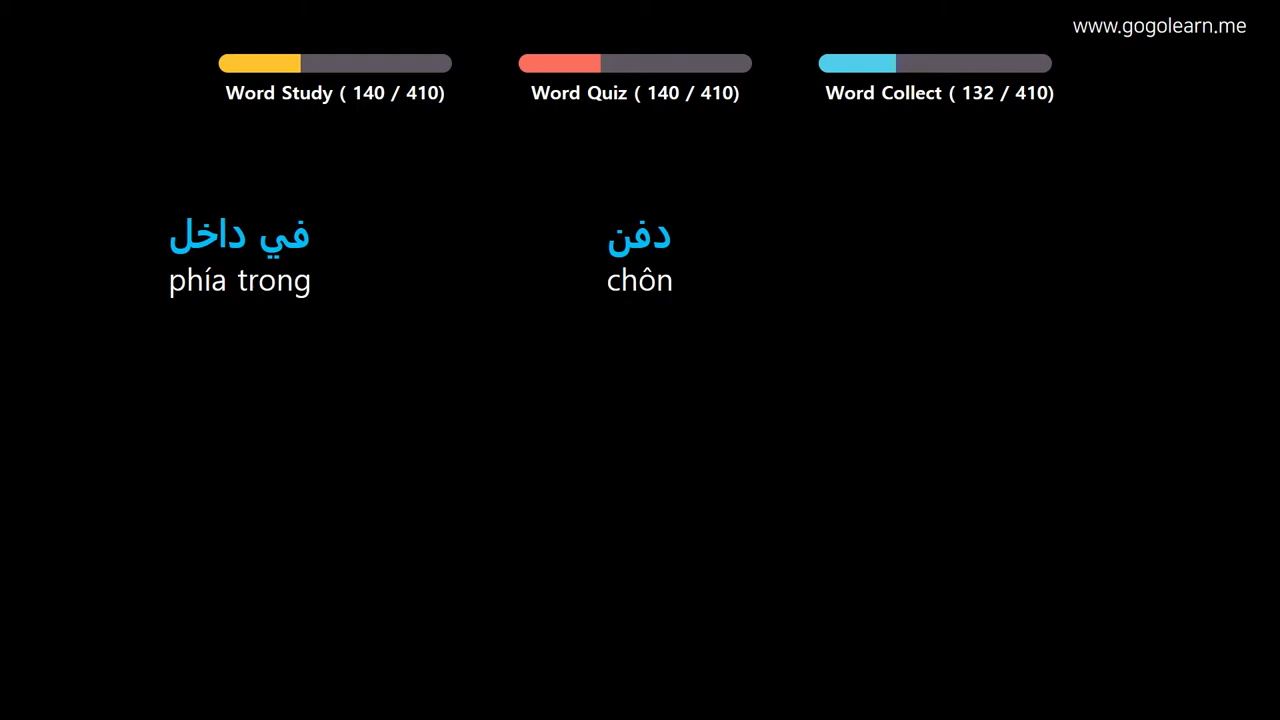 www.gogolearn.me
Word Study ( 140 / 410)
Word Quiz ( 140 / 410)
Word Collect ( 132 / 410)
في داخل
phía trong
دفن
chôn